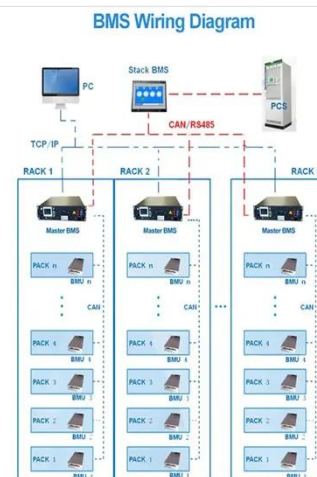 BMS Wiring Diagram
Stack BMS
PC
PCS
CAN/RS485
TCP/IP
RACK 1
RACK 2
RACK
Master BMS
Master BMS
Master BMS
PACK n
BMU n
PACK n
BMU n
PACK n
BMU n
CAN
CAN
CAN
PACK 4
BMU 4
PACK 4
BMU 4
PACK 4
BMU 4
PACK 3
BMU 3
PACK 3
BMU 3
PACK 3
BMU 3
PACK 2
BMU 2
PACK 2
BMU 2
PACK 2
BMU 2
PACK 1
BMU 1
PACK 1
BMU 1
PACK 1
BMU 1